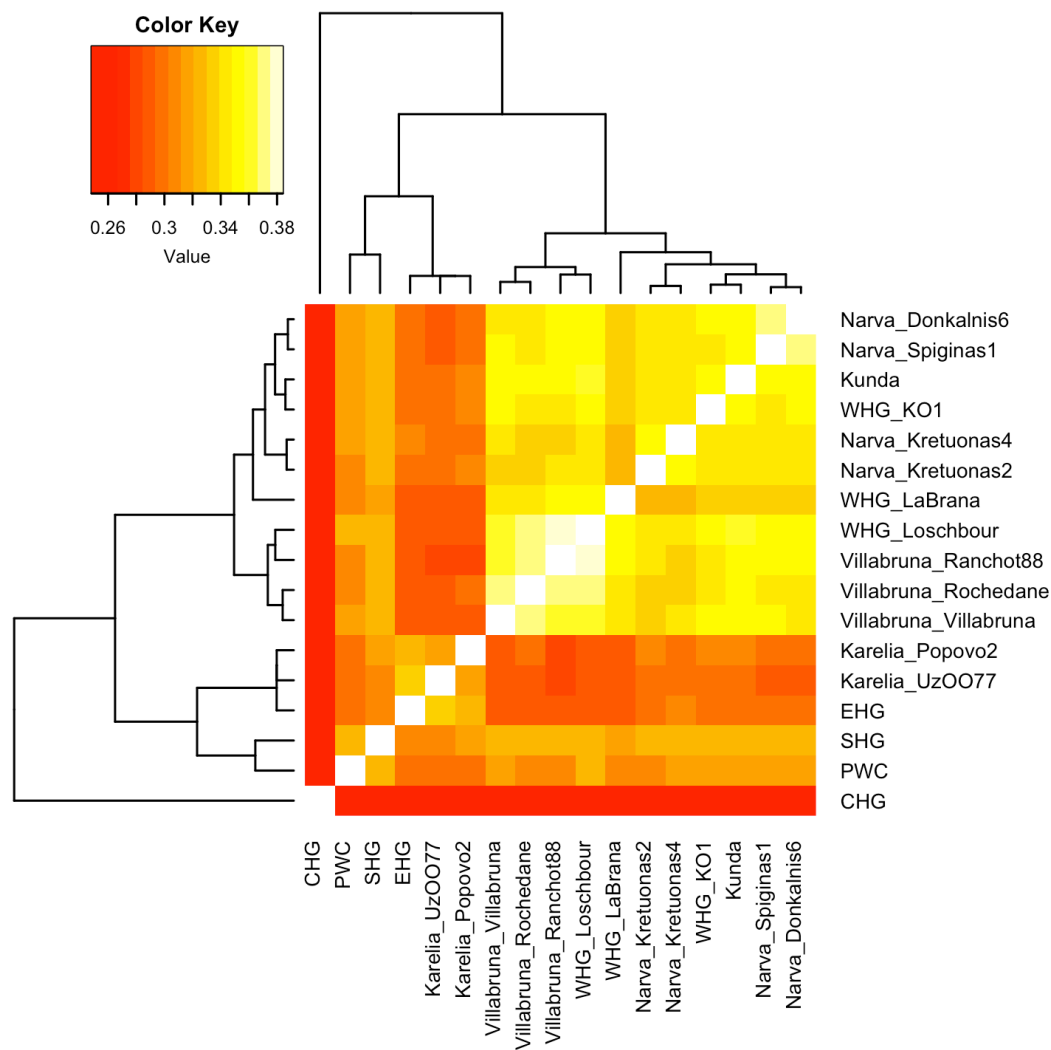 Color Key
0.26 0.3 0.34 0.38
Value
Narva_Donkalnis6
Narva_Spiginas1
Kunda
WHG_KO1
Narva_Kretuonas4
Narva_Kretuonas2
WHG_LaBrana
WHG_Loschbour
Villabruna_Ranchot88
Villabruna_Rochedane
Villabruna_Villabruna
Karelia_Popovo2
Karelia_UzOO77
EHG
SHG
PWC
CHG
CHG
PWC
SHG
EHG
Karelia_UzOO77
Karelia_Popovo2
Villabruna_Villabruna
Villabruna_Rochedane
Villabruna_Ranchot88
WHG_Loschbour
WHG_LaBrana
Narva_Kretuonas2
Narva_Kretuonas4
WHG_KO1
Kunda
Narva_Spiginas1
Narva_Donkalnis6